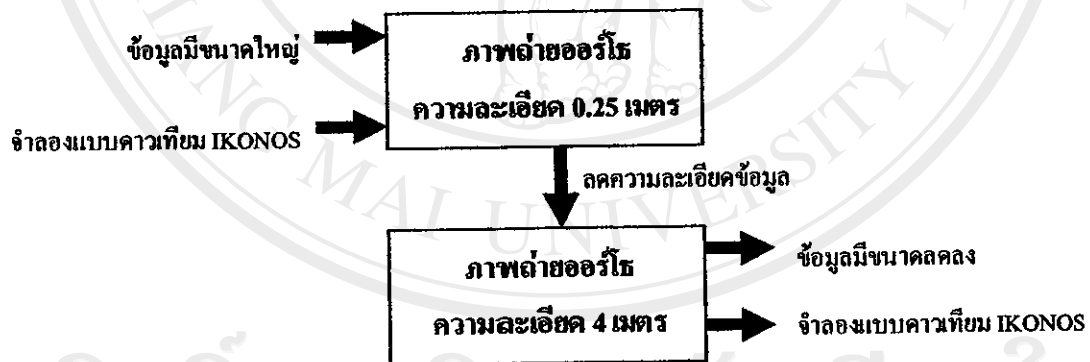 ข้อมูลมีขนาดใหญ่
ภาพถ่ายออร์โธ
ความละเอียด 0.25 เมตร
จำลองแบบดาวเทียม IKONOS
ลดความละเอียดข้อมูล
ภาพถ่ายออร์โธ
ความละเอียด 4 เมตร
ข้อมูลมีขนาดลดลง
จำลองแบบดาวเทียม IKONOS
MAI UNIVERSITY 1